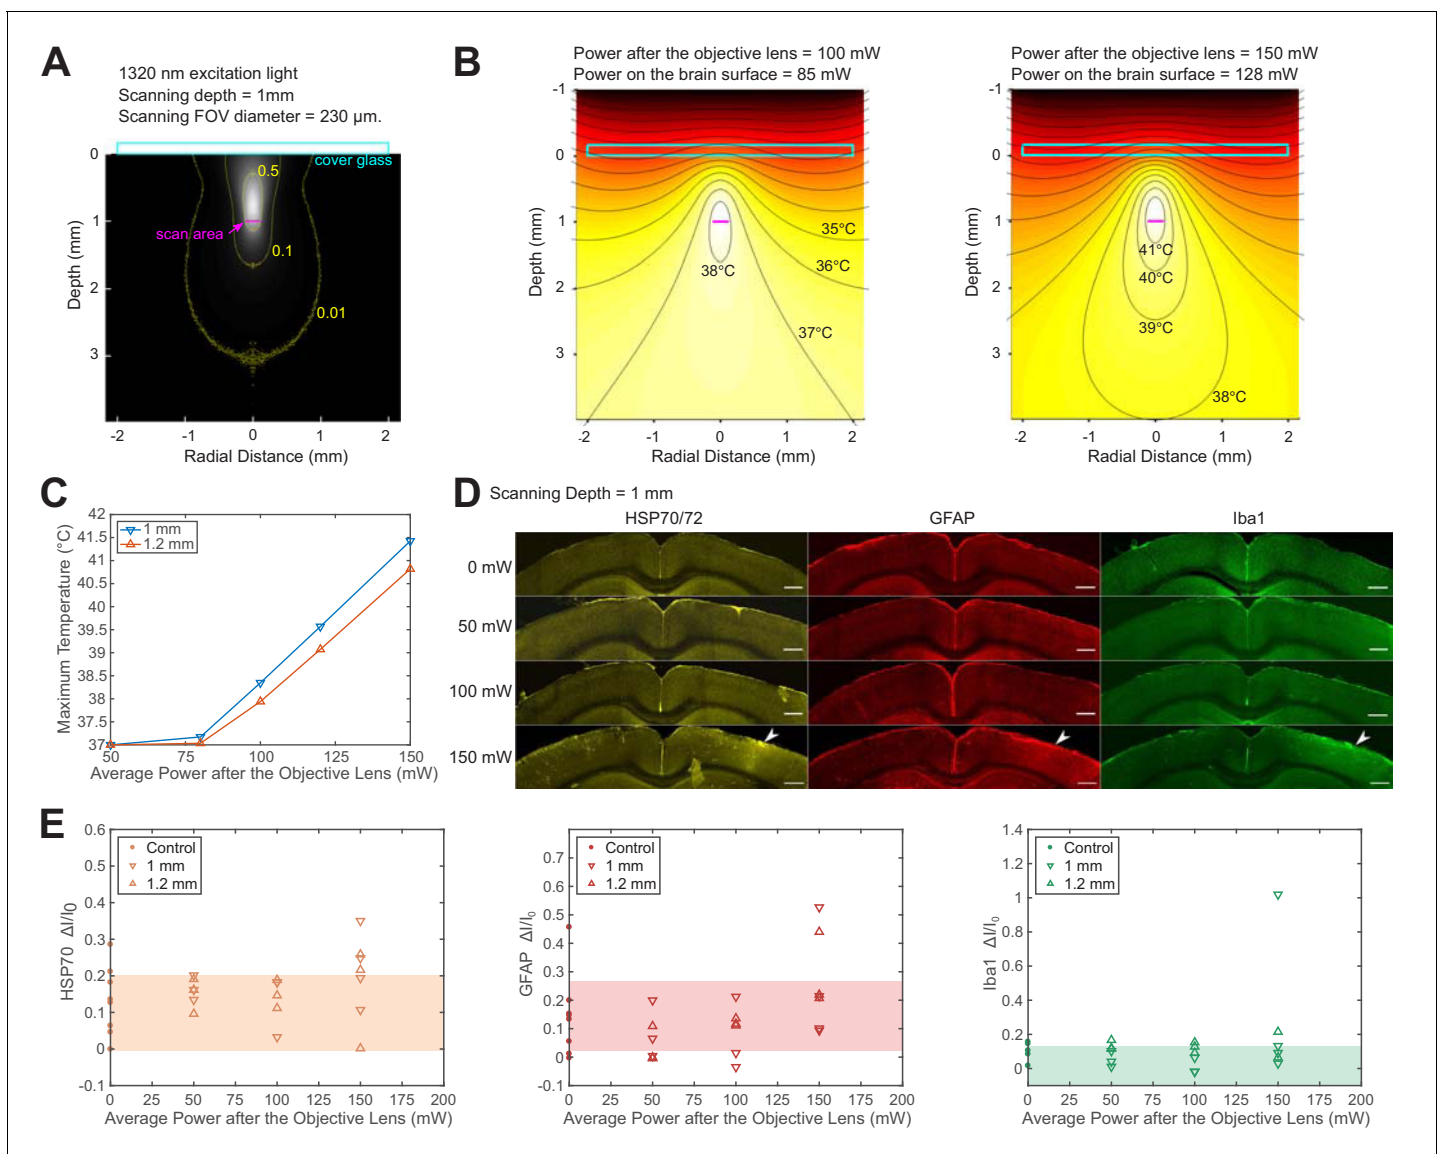 A
1320 nm excitation light
Scanning depth = 1mm
Scanning FOV diameter = 230 µm.
cover glass
0.5
scan area
0.1
0.01
0
1
2
3
Depth (mm)
-2
-1
0
1
2
Radial Distance (mm)
B
Power after the objective lens = 100 mW
Power on the brain surface = 85 mW
-1
0
1
2
3
Depth (mm)
35°C
36°C
38°C
37°C
-2
-1
0
1
2
Radial Distance (mm)
Power after the objective lens = 150 mW
Power on the brain surface = 128 mW
-1
0
1
2
3
Depth (mm)
41°C
40°C
39°C
38°C
-2
-1
0
1
2
Radial Distance (mm)
C
42
41.5
41
40.5
40
39.5
39
38.5
38
37.5
37
Maximum Temperature (°C)
1 mm
1.2 mm
50
75
100
125
150
Average Power after the Objective Lens (mW)
D
Scanning Depth = 1 mm
HSP70/72
GFAP
Iba1
0 mW
50 mW
100 mW
150 mW
E
0.6
0.5
0.4
0.3
0.2
0.1
0
-0.1
HSP70 ΔI/I0
Control
1 mm
1.2 mm
0
25
50
75
100
125
150
175
200
Average Power after the Objective Lens (mW)
0.7
0.6
0.5
0.4
0.3
0.2
0.1
0
-0.1
GFAP ΔI/I0
Control
1 mm
1.2 mm
0
25
50
75
100
125
150
175
200
Average Power after the Objective Lens (mW)
1.4
1.2
1
0.8
0.6
0.4
0.2
0
Iba1 ΔI/I0
Control
1 mm
1.2 mm
0
25
50
75
100
125
150
175
200
Average Power after the Objective Lens (mW)